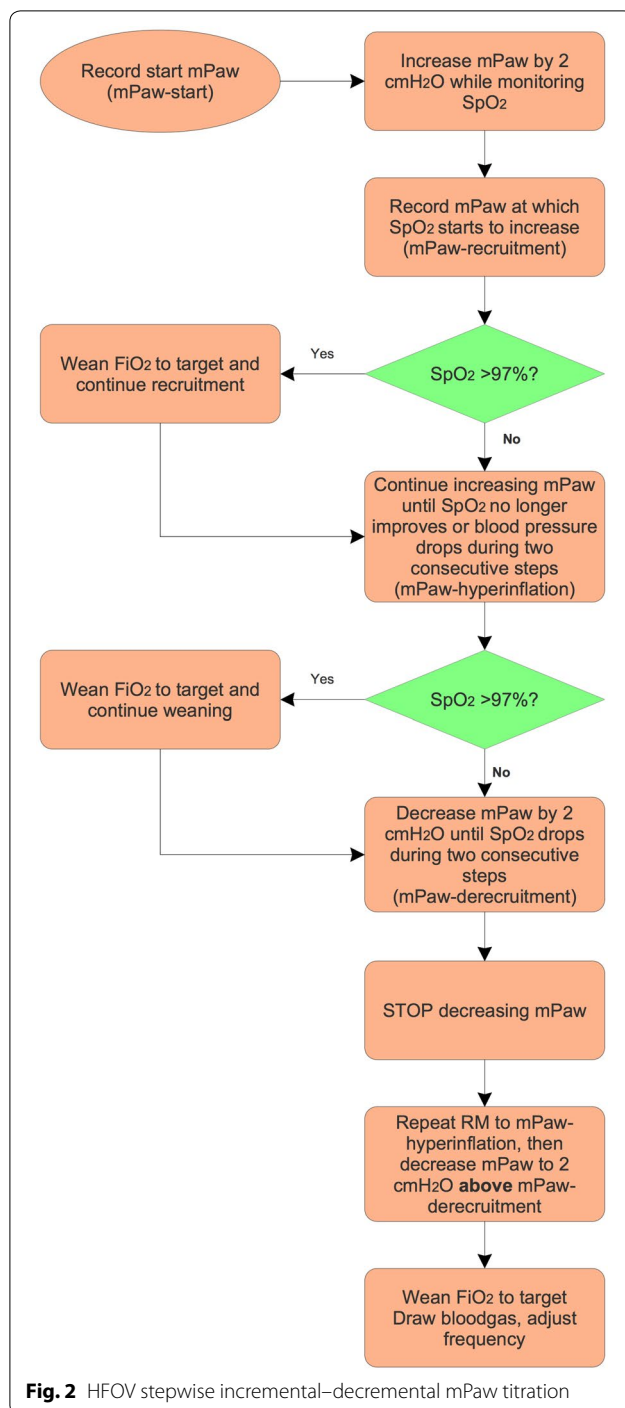 Record start mPaw
(mPaw-start)
Increase mPaw by 2
cmH2O while monitoring
SpO2
Record mPaw at which
SpO2 starts to increase
(mPaw-recruitment)
SpO2 >97%?
Yes
Wean FiO2 to target and
continue recruitment
No
Continue increasing mPaw
until SpO2 no longer
improves or blood pressure
drops during two
consecutive steps
(mPaw-hyperinflation)
SpO2 >97%?
Yes
Wean FiO2 to target and
continue weaning
No
Decrease mPaw by 2
cmH2O until SpO2 drops
during two consecutive
steps
(mPaw-derecruitment)
STOP decreasing mPaw
Repeat RM to mPaw-
hyperinflation, then
decrease mPaw to 2
cmH2O above mPaw-
derecruitment
Wean FiO2 to target
Draw bloodgas, adjust
frequency
Fig. 2 HFOV stepwise incremental–decremental mPaw titration